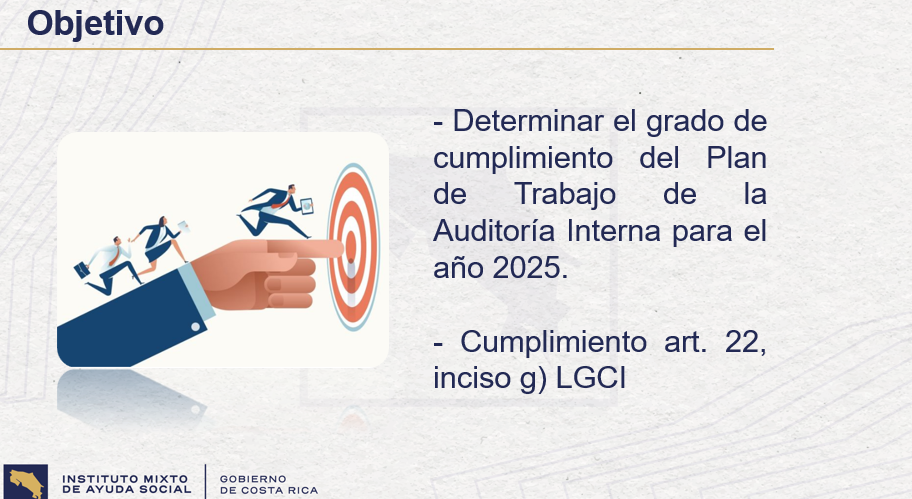 Objetivo
- Determinar el grado de
cumplimiento del Plan
de Trabajo de la
Auditoría Interna para el
año 2025.
- Cumplimiento art. 22,
inciso g) LGCI
INSTITUTO MIXTO
DE AYUDA SOCIAL
GOBIERNO
DE COSTA RICA